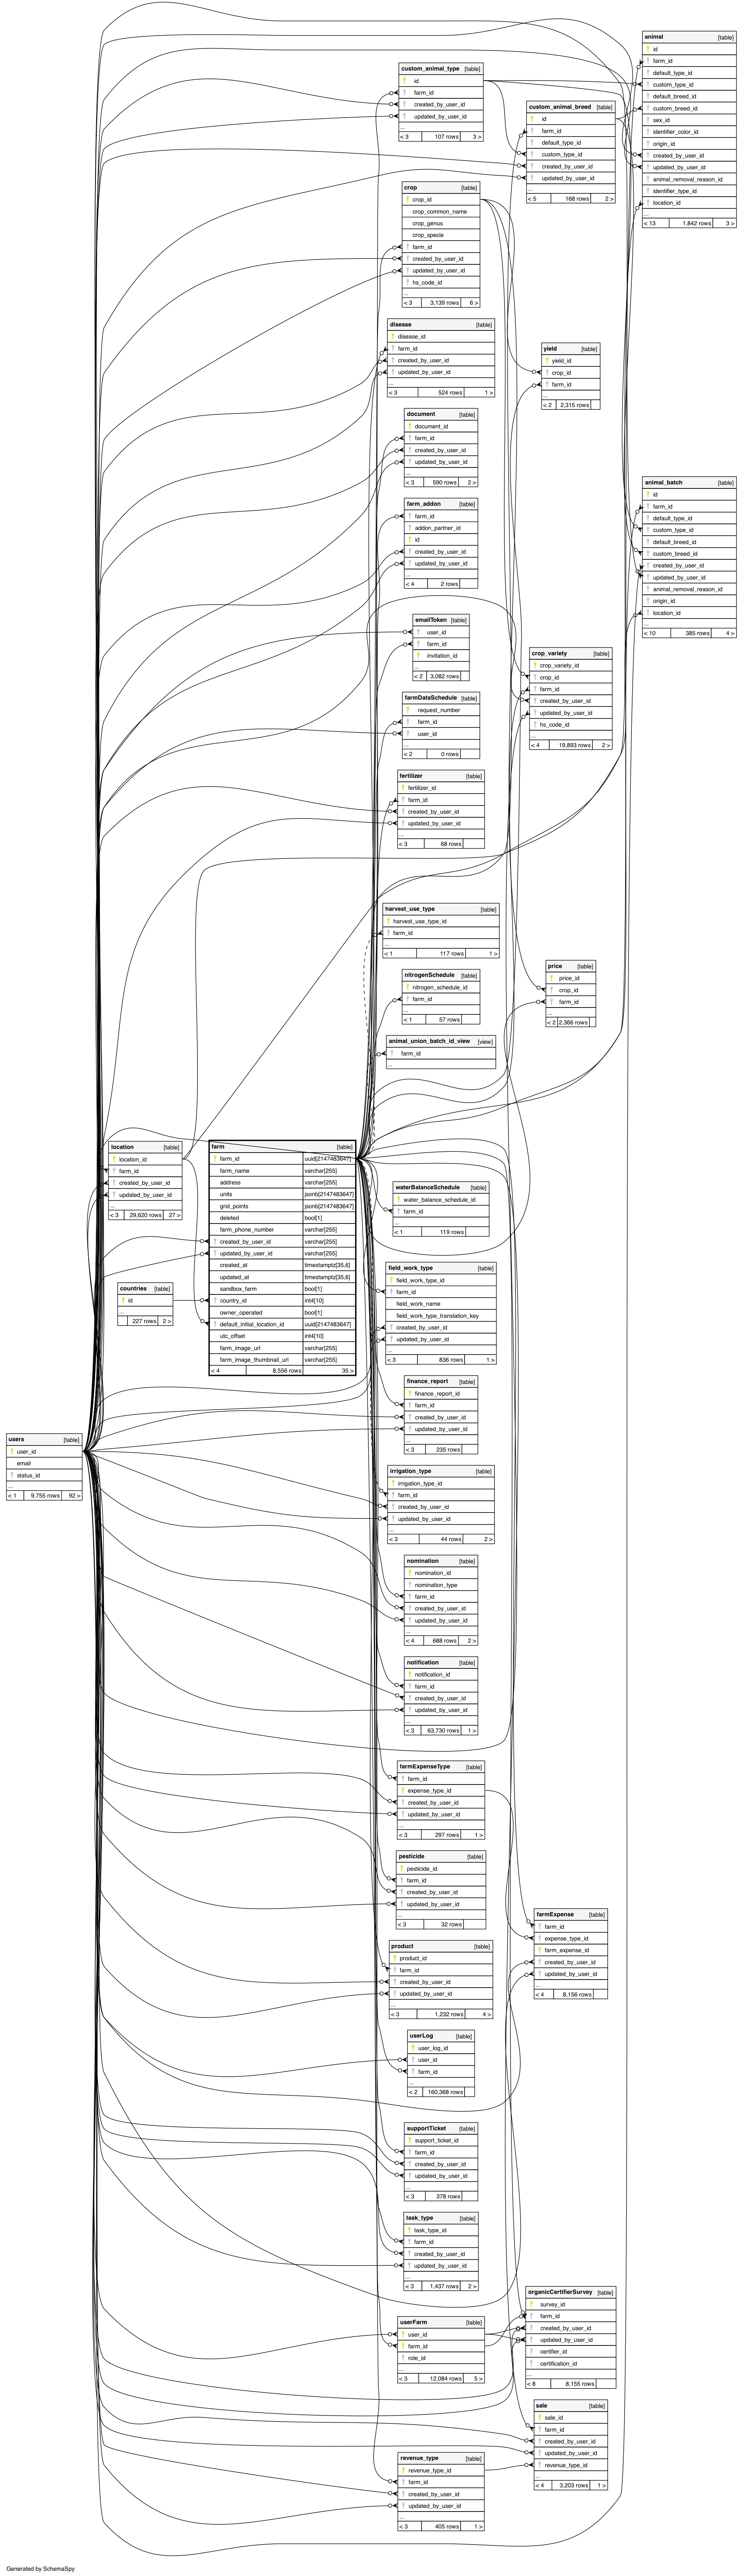 animal [table]
id
farm_id
default_type_id
custom_type_id
default_breed_id
custom_breed_id
sex_id
identifier_color_id
origin_id
created_by_user_id
updated_by_user_id
animal_removal_reason_id
identifier_type_id
location_id
...
< 13 1,842 rows 3 >
custom_animal_type [table]
id
farm_id
created_by_user_id
updated_by_user_id
...
< 3 107 rows 3 >
custom_animal_breed [table]
id
farm_id
default_type_id
custom_type_id
created_by_user_id
updated_by_user_id
...
< 5 168 rows 2 >
crop [table]
crop_id
crop_common_name
crop_genus
crop_specie
farm_id
created_by_user_id
updated_by_user_id
hs_code_id
...
< 3 3,139 rows 6 >
disease [table]
disease_id
farm_id
created_by_user_id
updated_by_user_id
...
< 3 524 rows 1 >
yield [table]
yield_id
crop_id
farm_id
...
< 2 2,315 rows
document [table]
document_id
farm_id
created_by_user_id
updated_by_user_id
...
< 3 590 rows 2 >
animal_batch [table]
id
farm_id
default_type_id
custom_type_id
default_breed_id
custom_breed_id
created_by_user_id
updated_by_user_id
animal_removal_reason_id
origin_id
location_id
...
< 10 385 rows 4 >
farm_addon [table]
farm_id
addon_partner_id
id
created_by_user_id
updated_by_user_id
...
< 4 2 rows
emailToken [table]
user_id
farm_id
invitation_id
...
< 2 3,082 rows
crop_variety [table]
crop_variety_id
crop_id
farm_id
created_by_user_id
updated_by_user_id
hs_code_id
...
< 4 19,893 rows 2 >
farmDataSchedule [table]
request_number
farm_id
user_id
...
< 2 0 rows
fertilizer [table]
fertilizer_id
farm_id
created_by_user_id
updated_by_user_id
...
< 3 68 rows
harvest_use_type [table]
harvest_use_type_id
farm_id
...
< 1 117 rows 1 >
nitrogenSchedule [table]
nitrogen_schedule_id
farm_id
...
< 1 57 rows
price [table]
price_id
crop_id
farm_id
...
< 2 2,366 rows
animal_union_batch_id_view [view]
farm_id
...
location [table]
location_id
farm_id
created_by_user_id
updated_by_user_id
...
< 3 29,620 rows 27 >
farm [table]
farm_id uuid[2147483647]
farm_name varchar[255]
address varchar[255]
units jsonb[2147483647]
grid_points jsonb[2147483647]
deleted bool[1]
farm_phone_number varchar[255]
created_by_user_id varchar[255]
updated_by_user_id varchar[255]
created_at timestamptz[35,6]
updated_at timestamptz[35,6]
sandbox_farm bool[1]
country_id int4[10]
owner_operated bool[1]
default_initial_location_id uuid[2147483647]
utc_offset int4[10]
farm_image_url varchar[255]
farm_image_thumbnail_url varchar[255]
< 4 8,556 rows 35 >
waterBalanceSchedule [table]
water_balance_schedule_id
farm_id
...
< 1 119 rows
countries [table]
id
...
227 rows 2 >
field_work_type [table]
field_work_type_id
farm_id
field_work_name
field_work_type_translation_key
created_by_user_id
updated_by_user_id
...
< 3 836 rows 1 >
finance_report [table]
finance_report_id
farm_id
created_by_user_id
updated_by_user_id
...
< 3 235 rows
users [table]
user_id
email
status_id
...
< 1 9,755 rows 92 >
irrigation_type [table]
irrigation_type_id
farm_id
created_by_user_id
updated_by_user_id
...
< 3 44 rows 2 >
nomination [table]
nomination_id
nomination_type
farm_id
created_by_user_id
updated_by_user_id
...
< 4 688 rows 2 >
notification [table]
notification_id
farm_id
created_by_user_id
updated_by_user_id
...
< 3 63,730 rows 1 >
farmExpenseType [table]
farm_id
expense_type_id
created_by_user_id
updated_by_user_id
...
< 3 297 rows 1 >
pesticide [table]
pesticide_id
farm_id
created_by_user_id
updated_by_user_id
...
< 3 32 rows
farmExpense [table]
farm_id
expense_type_id
farm_expense_id
created_by_user_id
updated_by_user_id
...
< 4 8,156 rows
product [table]
product_id
farm_id
created_by_user_id
updated_by_user_id
...
< 3 1,232 rows 4 >
userLog [table]
user_log_id
user_id
farm_id
...
< 2 160,368 rows
supportTicket [table]
support_ticket_id
farm_id
created_by_user_id
updated_by_user_id
...
< 3 378 rows
task_type [table]
task_type_id
farm_id
created_by_user_id
updated_by_user_id
...
< 3 1,437 rows 2 >
organicCertifierSurvey [table]
survey_id
farm_id
created_by_user_id
updated_by_user_id
certifier_id
certification_id
...
< 8 8,155 rows
userFarm [table]
user_id
farm_id
role_id
...
< 3 12,084 rows 5 >
sale [table]
sale_id
farm_id
created_by_user_id
updated_by_user_id
revenue_type_id
...
< 4 3,203 rows 1 >
revenue_type [table]
revenue_type_id
farm_id
created_by_user_id
updated_by_user_id
...
< 3 405 rows 1 >
Generated by SchemaSpy